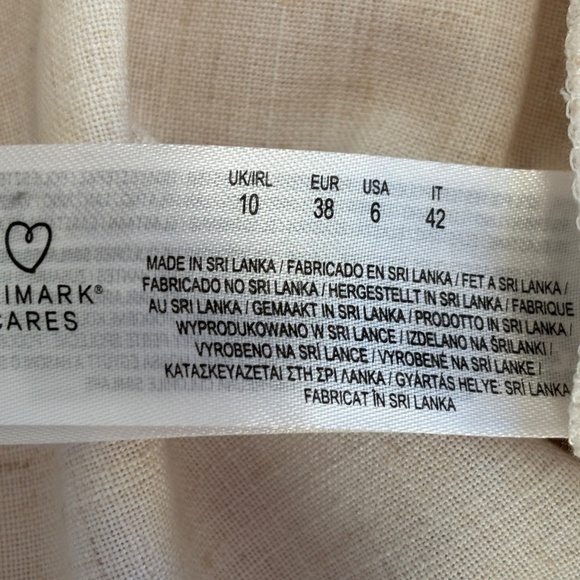 UK/IRL EUR USA IT
10 38 6 42
IMARK®
CARES
MADE IN SRI LANKA / FABRICADO EN SRI LANKA / FET A SRI LANKA /
FABRICADO NO SRI LANKA / HERGESTELLT IN SRI LANKA / FABRIQUE
AU SRI LANKA / GEMAAKT IN SRI LANKA / PRODOTTO IN SRI LANKA /
WYPRODUKOWANO W SRI LANCE / IZDELANO NA ŠRILANKI /
VYROBENO NA SRÍ LANCE / VYROBENÉ NA SRÍ LANKE /
ΚΑΤΑΣΚΕΥΑΖΕΤΑΙ ΣΤΗ ΣΡΙ ΛΑΝΚΑ / GYÁRTÁS HELYE: SRÍ LANKA
FABRICAT ÎN SRI LANKA